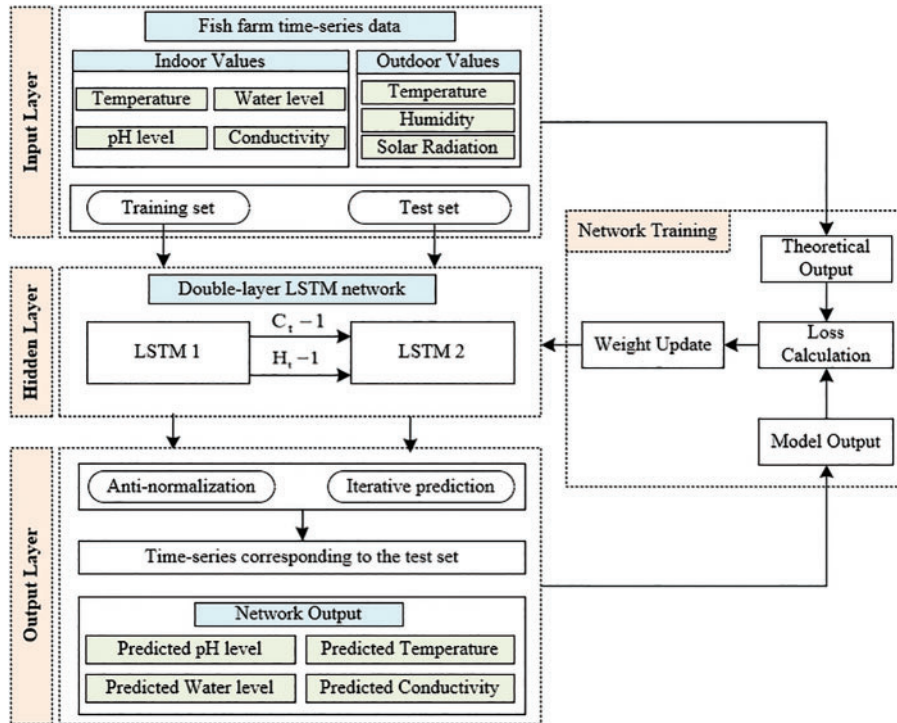 Input Layer
Fish farm time-series data
Indoor Values
Outdoor Values
Temperature
Water level
pH level
Conductivity
Temperature
Humidity
Solar Radiation
Training set
Test set
Hidden Layer
Double-layer LSTM network
LSTM 1
C_t − 1
H_t − 1
LSTM 2
Network Training
Theoretical
Output
Loss
Calculation
Weight Update
Model Output
Output Layer
Anti-normalization
Iterative prediction
Time-series corresponding to the test set
Network Output
Predicted pH level
Predicted Temperature
Predicted Water level
Predicted Conductivity